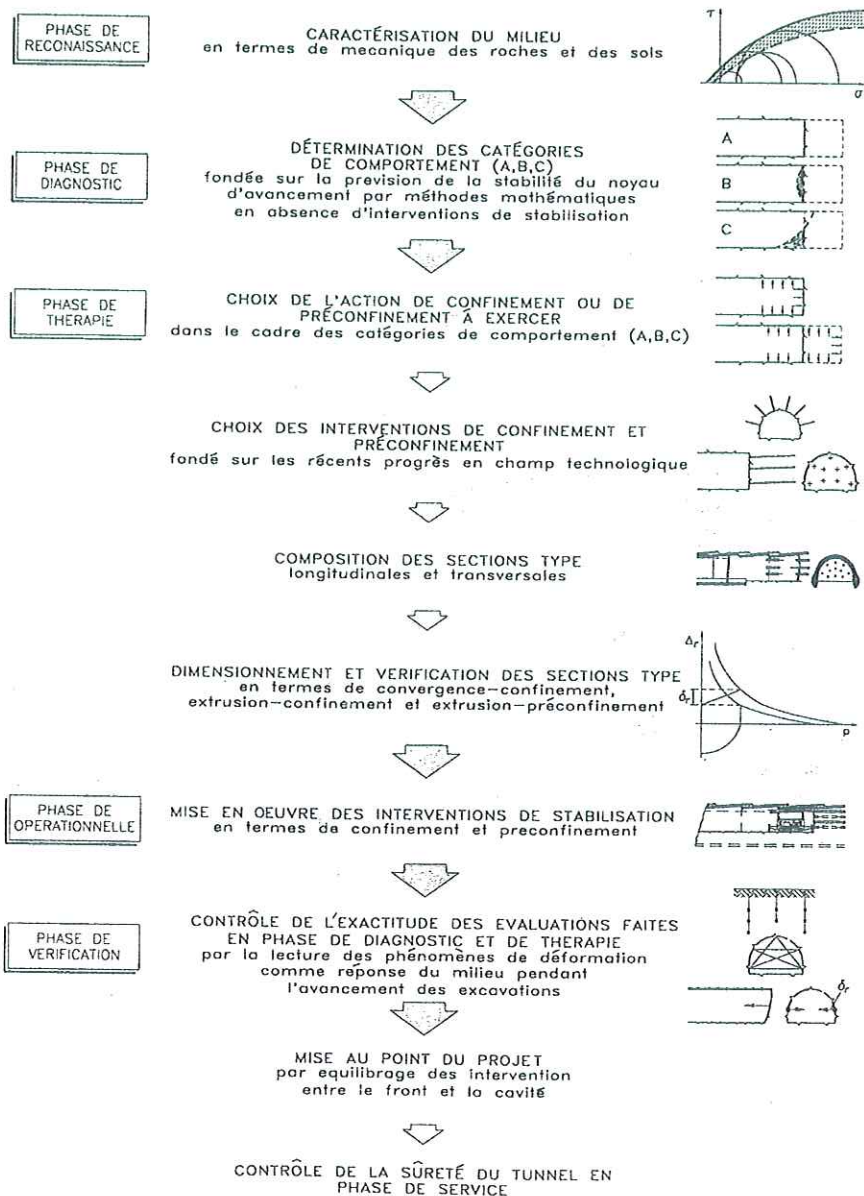 PHASE DE
RECONAISSANCE
CARACTÉRISATION DU MILIEU
en termes de mecanique des roches et des sols
τ
σ
PHASE DE
DIAGNOSTIC
DÉTERMINATION DES CATÉGORIES
DE COMPORTEMENT (A,B,C)
fondée sur la prevision de la stabilité du noyau
d'avancement par méthodes mathématiques
en absence d'interventions de stabilisation
A
B
C
PHASE DE
THERAPIE
CHOIX DE L'ACTION DE CONFINEMENT OU DE
PRÉCONFINEMENT À EXERCER
dans le cadre des catégories de comportement (A,B,C)
CHOIX DES INTERVENTIONS DE CONFINEMENT ET
PRÉCONFINEMENT
fondé sur les récents progrès en champ technologique
COMPOSITION DES SECTIONS TYPE
longitudinales et transversales
DIMENSIONNEMENT ET VERIFICATION DES SECTIONS TYPE
en termes de convergence-confinement,
extrusion-confinement et extrusion-préconfinement
Δr
δr
P
PHASE DE
OPERATIONNELLE
MISE EN OEUVRE DES INTERVENTIONS DE STABILISATION
en termes de confinement et preconfinement
PHASE DE
VERIFICATION
CONTRÔLE DE L'EXACTITUDE DES EVALUATIONS FAITES
EN PHASE DE DIAGNOSTIC ET DE THERAPIE
par la lecture des phénomènes de déformation
comme réponse du milieu pendant
l'avancement des excavations
δr
MISE AU POINT DU PROJET
par equilibrage des intervention
entre le front et la cavité
CONTRÔLE DE LA SÛRETÉ DU TUNNEL EN
PHASE DE SERVICE